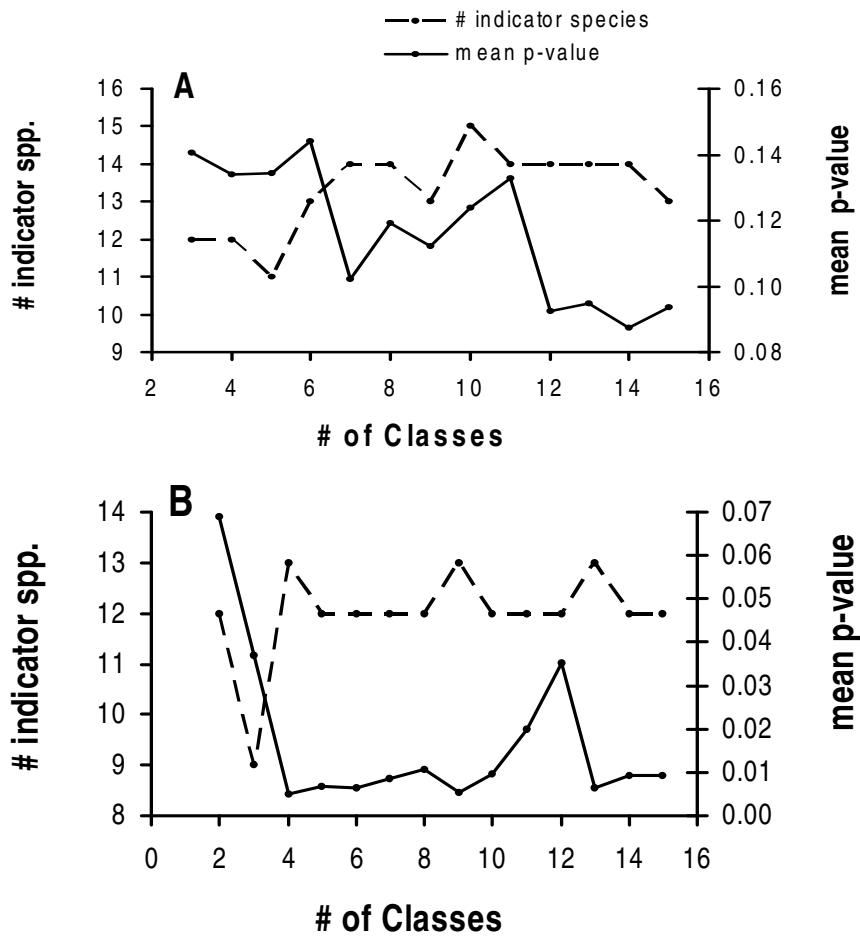 # indicator species
mean p-value
A
# indicator spp.
16
15
14
13
12
11
10
9
0.16
0.14
0.12
0.10
0.08
mean p-value
2 4 6 8 10 12 14 16
# of Classes
B
# indicator spp.
14
13
12
11
10
9
8
0.07
0.06
0.05
0.04
0.03
0.02
0.01
0.00
mean p-value
0 2 4 6 8 10 12 14 16
# of Classes